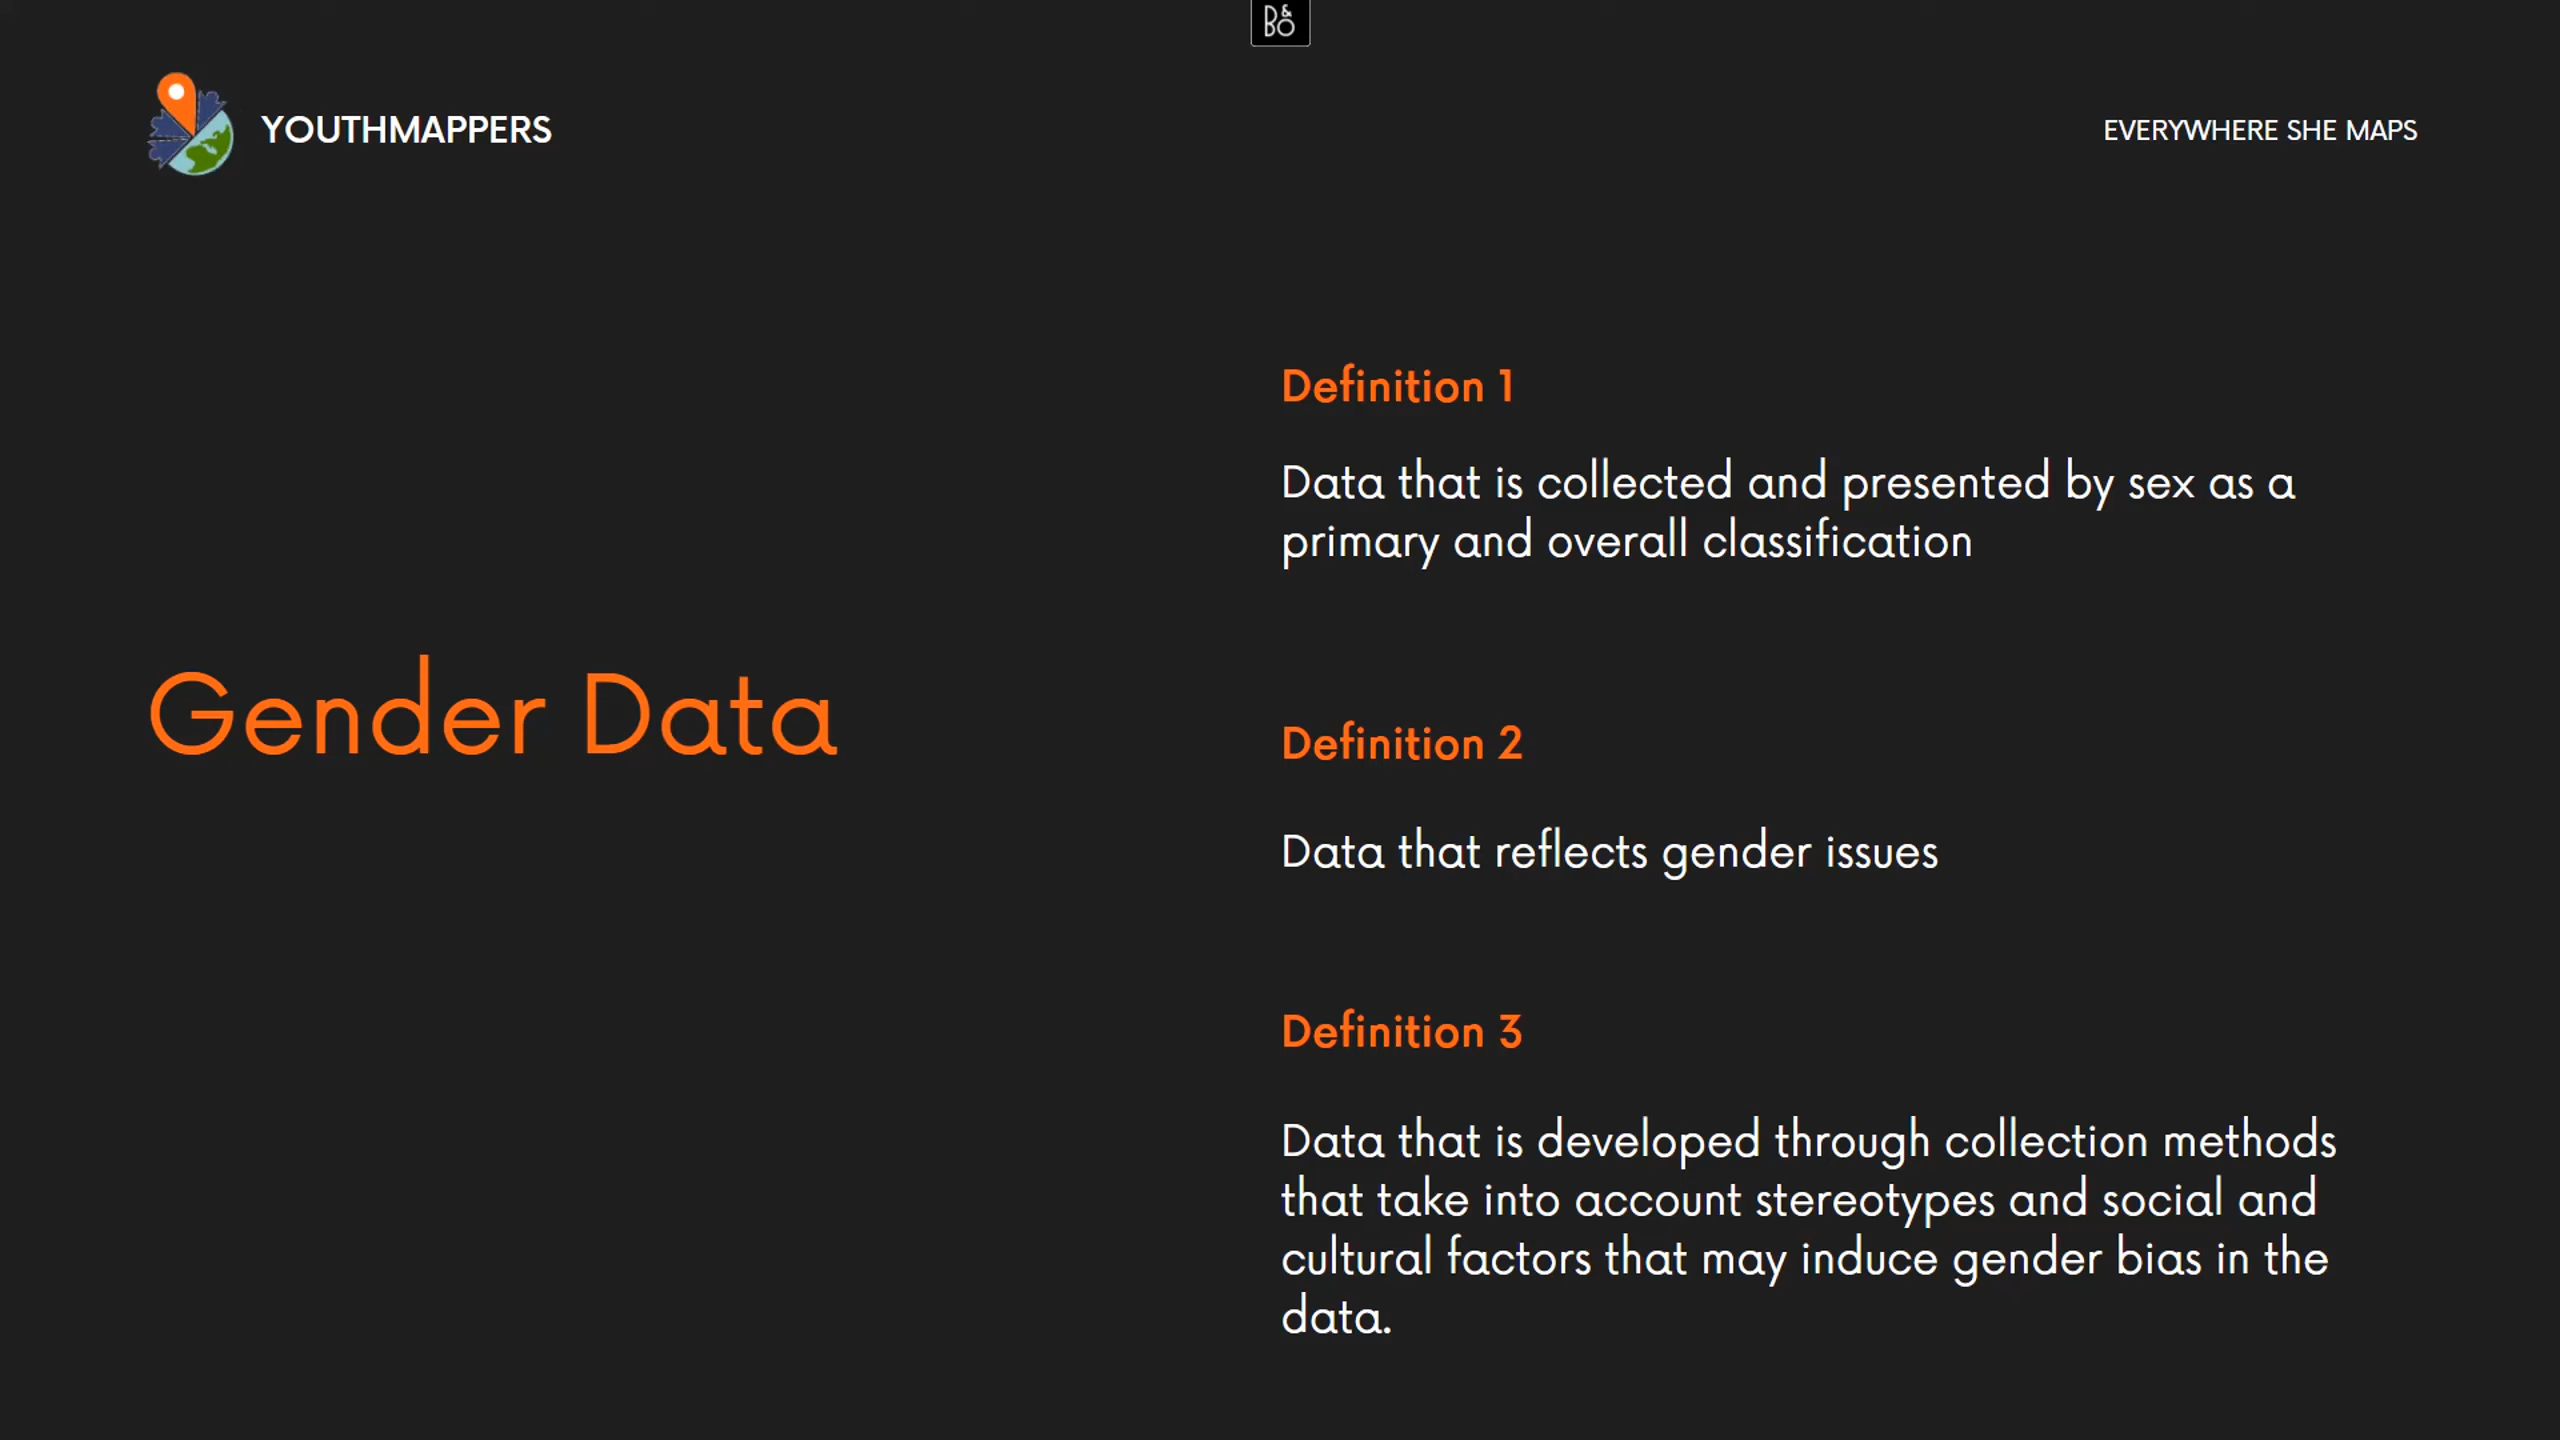 B&O
YOUTHMAPPERS
EVERYWHERE SHE MAPS
Gender Data
Definition 1
Data that is collected and presented by sex as a
primary and overall classification
Definition 2
Data that reflects gender issues
Definition 3
Data that is developed through collection methods
that take into account stereotypes and social and
cultural factors that may induce gender bias in the
data.